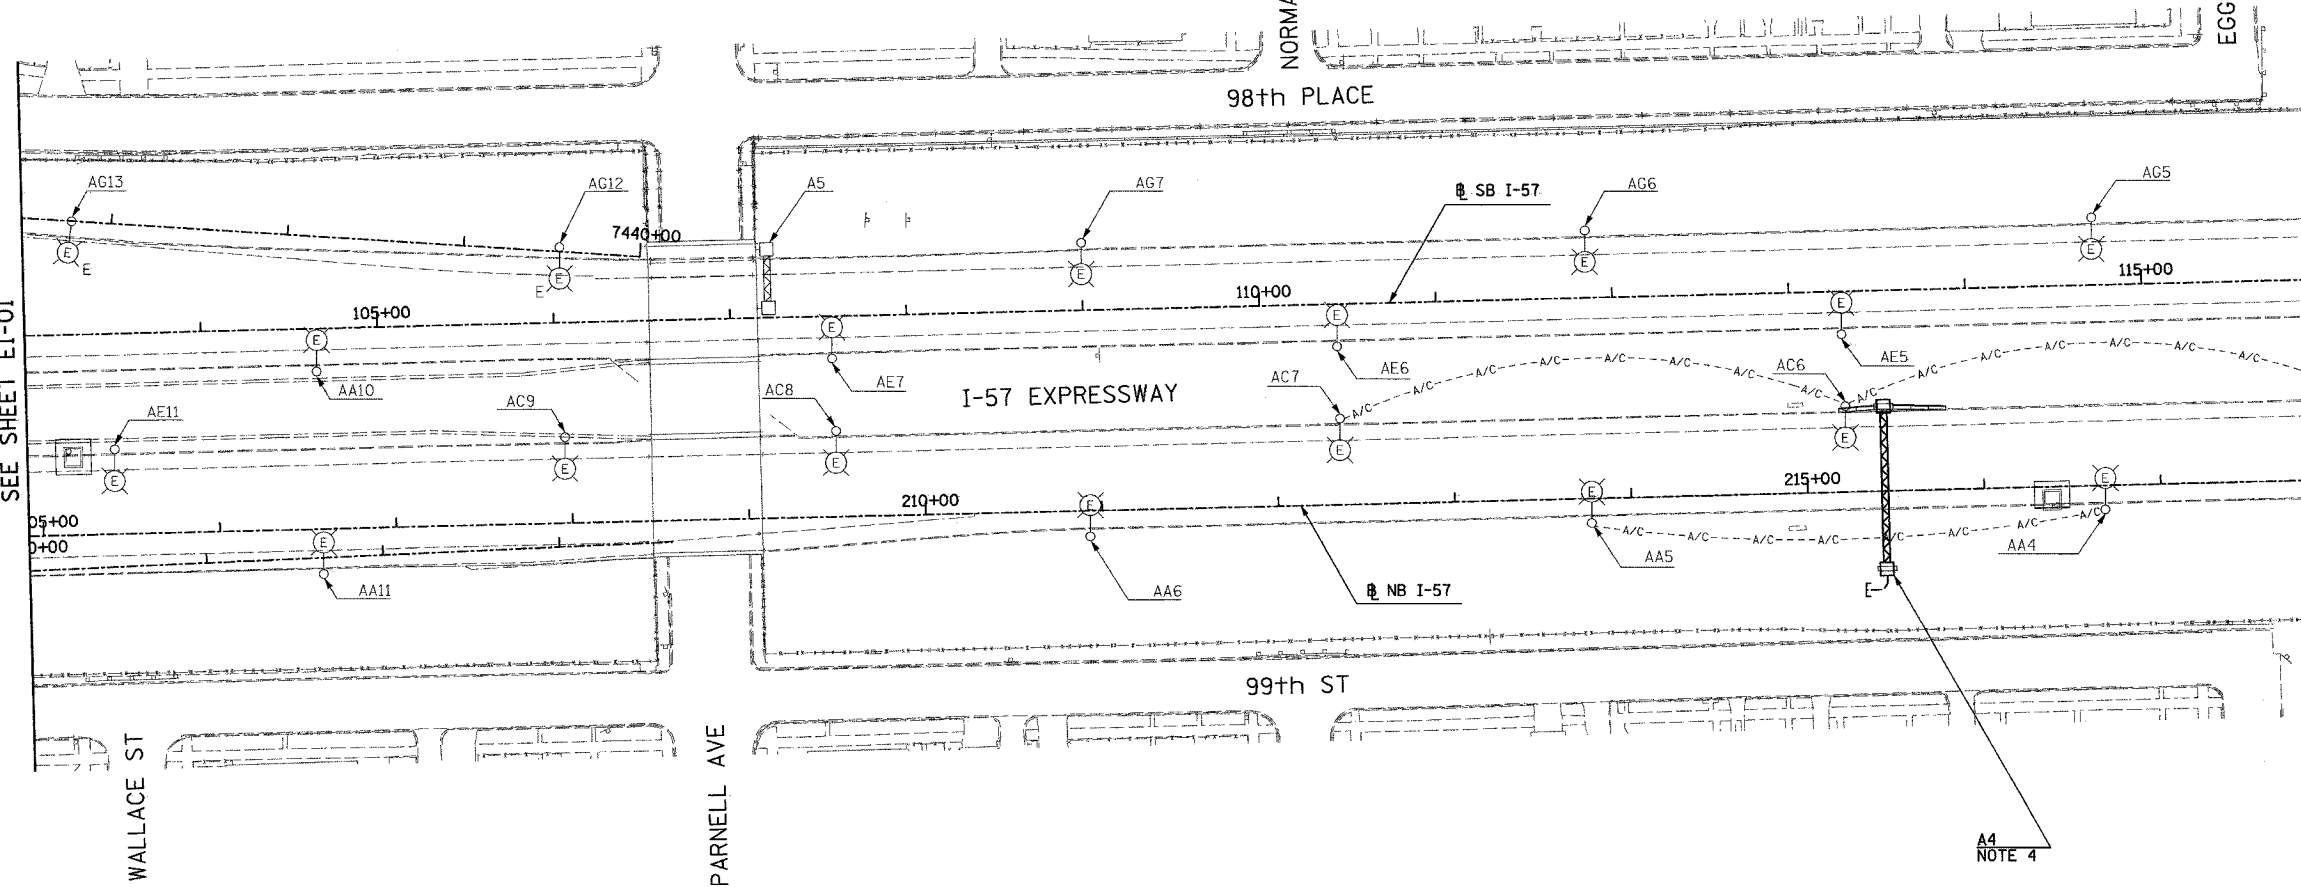 NORMA
EGG
98th PLACE
AG13
AG12
A5
AG7
℄ SB I-57
AG6
AG5
7440+00
E
E
E
E
E
E
E
115+00
110+00
105+00
E
E
E
E
A/C A/C A/C A/C A/C A/C A/C
A/C A/C A/C A/C A/C A/C
AA10
AE7
AE6
AE5
I-57 EXPRESSWAY
AC7
AC6
AC8
AC9
AE11
E
E
E
E
E
SEE SHEET E1-01
215+00
210+00
05+00
0+00
E
E
E
E
A/C A/C A/C A/C A/C A/C A/C
AA11
AA6
℄ NB I-57
AA5
AA4
E
99th ST
WALLACE ST
PARNELL AVE
A4
NOTE 4